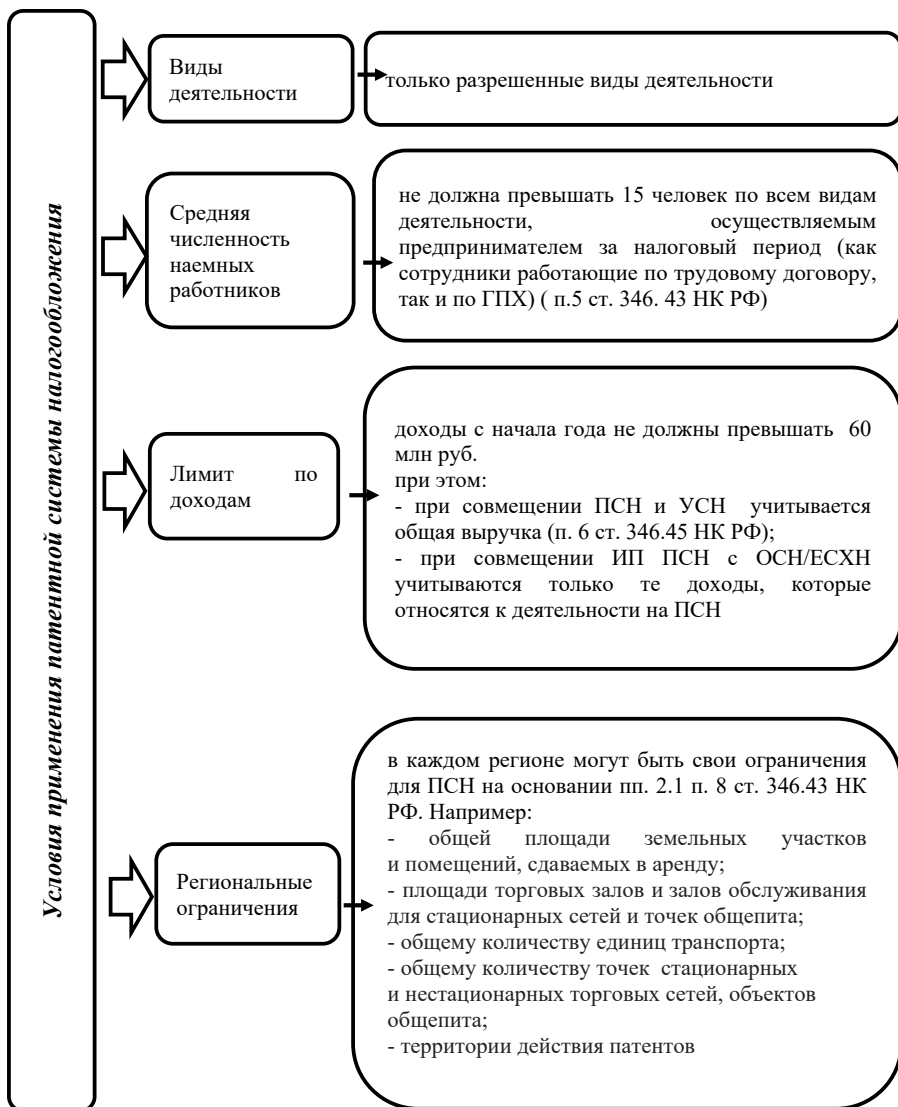 Условия применения патентной системы налогообложения
Виды
деятельности
только разрешенные виды деятельности
Средняя
численность
наемных
работников
не должна превышать 15 человек по всем видам
деятельности, осуществляемым
предпринимателем за налоговый период (как
сотрудники работающие по трудовому договору,
так и по ГПХ) ( п.5 ст. 346. 43 НК РФ)
Лимит по
доходам
доходы с начала года не должны превышать 60
млн руб.
при этом:
- при совмещении ПСН и УСН учитывается
общая выручка (п. 6 ст. 346.45 НК РФ);
- при совмещении ИП ПСН с ОСН/ЕСХН
учитываются только те доходы, которые
относятся к деятельности на ПСН
Региональные
ограничения
в каждом регионе могут быть свои ограничения
для ПСН на основании пп. 2.1 п. 8 ст. 346.43 НК
РФ. Например:
- общей площади земельных участков
и помещений, сдаваемых в аренду;
- площади торговых залов и залов обслуживания
для стационарных сетей и точек общепита;
- общему количеству единиц транспорта;
- общему количеству точек стационарных
и нестационарных торговых сетей, объектов
общепита;
- территории действия патентов